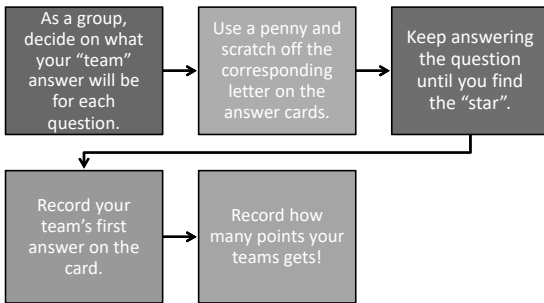 As a group,
decide on what
your “team”
answer will be
for each
question.
Use a penny and
scratch off the
corresponding
letter on the
answer cards.
Keep answering
the question
until you find
the “star”.
Record your
team’s first
answer on the
card.
Record how
many points your
teams gets!